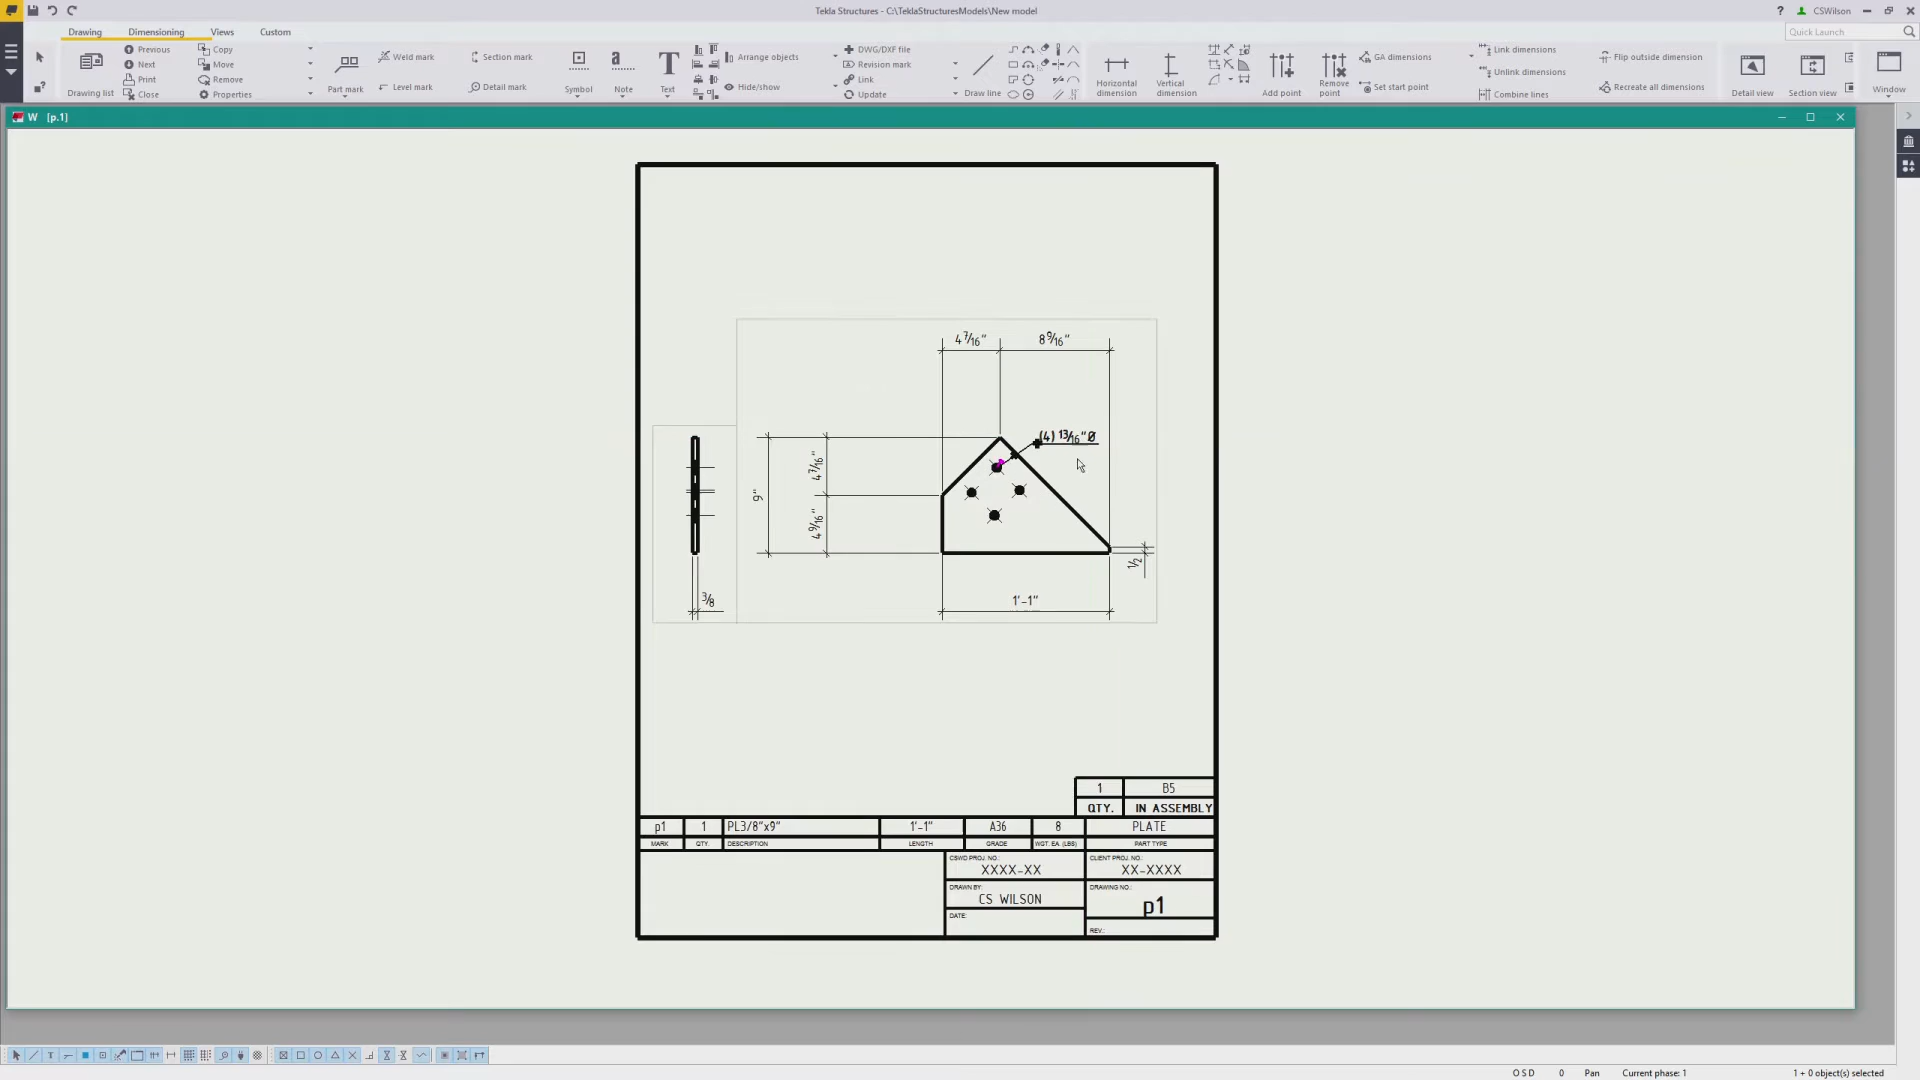 Tekla Structures - C:\TeklaStructuresModels\New model
CSWilson
Drawing Dimensioning Views Custom
Quick Launch
Drawing list
Previous
Next
Print
Close
Copy
Move
Remove
Properties
Part mark
Weld mark
Level mark
Section mark
Detail mark
Symbol
Note
Text
Arrange objects
Hide/show
DWG/DXF file
Revision mark
Link
Update
Draw line
Horizontal dimension
Vertical dimension
Add point
Remove point
GA dimensions
Set start point
Link dimensions
Unlink dimensions
Combine lines
Flip outside dimension
Recreate all dimensions
Detail view
Section view
Window
W [p.1]
4 7/16"
8 9/16"
(4) 13/16"Ø
9"
4 7/16"
4 9/16"
1/2
3/8
1'-1"
1 B5
QTY. IN ASSEMBLY
p1 1 PL3/8"x9" 1'-1" A36 8 PLATE
MARK QTY. DESCRIPTION LENGTH GRADE WGT. EA. (LBS) PART TYPE
CSWD PROJ. NO.:
XXXX-XX
CLIENT PROJ. NO.:
XX-XXXX
DRAWN BY:
CS WILSON
DRAWING NO.:
p1
DATE:
REV.:
O S D 0 Pan Current phase: 1 1 + 0 object(s) selected